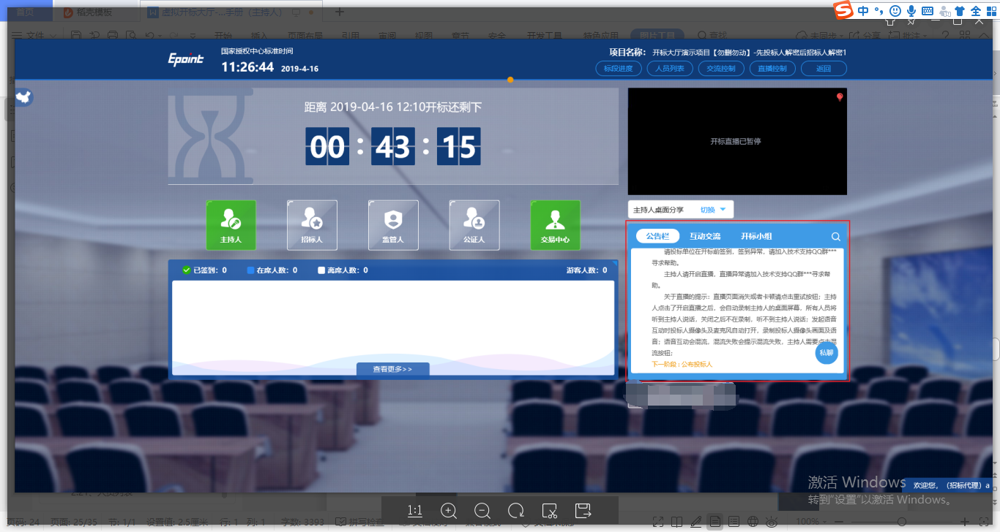 首页
稻壳模板
虚拟开标大厅-...手册（主持人）
中
全
文件
开始
插入
页面布局
引用
审阅
视图
章节
安全
开发工具
特色应用
图片工具
查找
未同步
分享
批注
Epoint
国家授权中心标准时间
11:26:44 2019-4-16
项目名称： 开标大厅演示项目【勿删勿动】-先投标人解密后招标人解密1
标段进度
人员列表
交流控制
直播控制
返回
距离 2019-04-16 12:10开标还剩下
00 : 43 : 15
开标直播已暂停
主持人
招标人
监管人
公证人
交易中心
主持人桌面分享 切换
已签到：0
在席人数：0
离席人数：0
游客人数：0
查看更多>>
公告栏
互动交流
开标小组
请投标单位在开标前签到，签到异常，请加入技术支持QQ群***
寻求帮助。
主持人请开启直播，直播异常请加入技术支持QQ群***寻求帮
助。
关于直播的提示：直播页面消失或者卡顿请点击重试按钮；主持
人点击了开启直播之后，会自动录制主持人的桌面屏幕，所有人员将
听到主持人说话，关闭之后不在录制，听不到主持人说话；发起语音
互动时投标人摄像头及麦克风自动打开，录制投标人摄像头画面及语
音；语音互动会混流，混流失败会提示混流失败，主持人需要点击混
流按钮；
下一阶段：公布投标人
私聊
激活 Windows
转到"设置"以激活 Windows。
欢迎您，（招标代理）a
1:1
页码: 24
页面: 25/35
节: 1/1
设置值: 2.5厘米
行: 1
列: 1
字数: 3393
拼写检查
100%